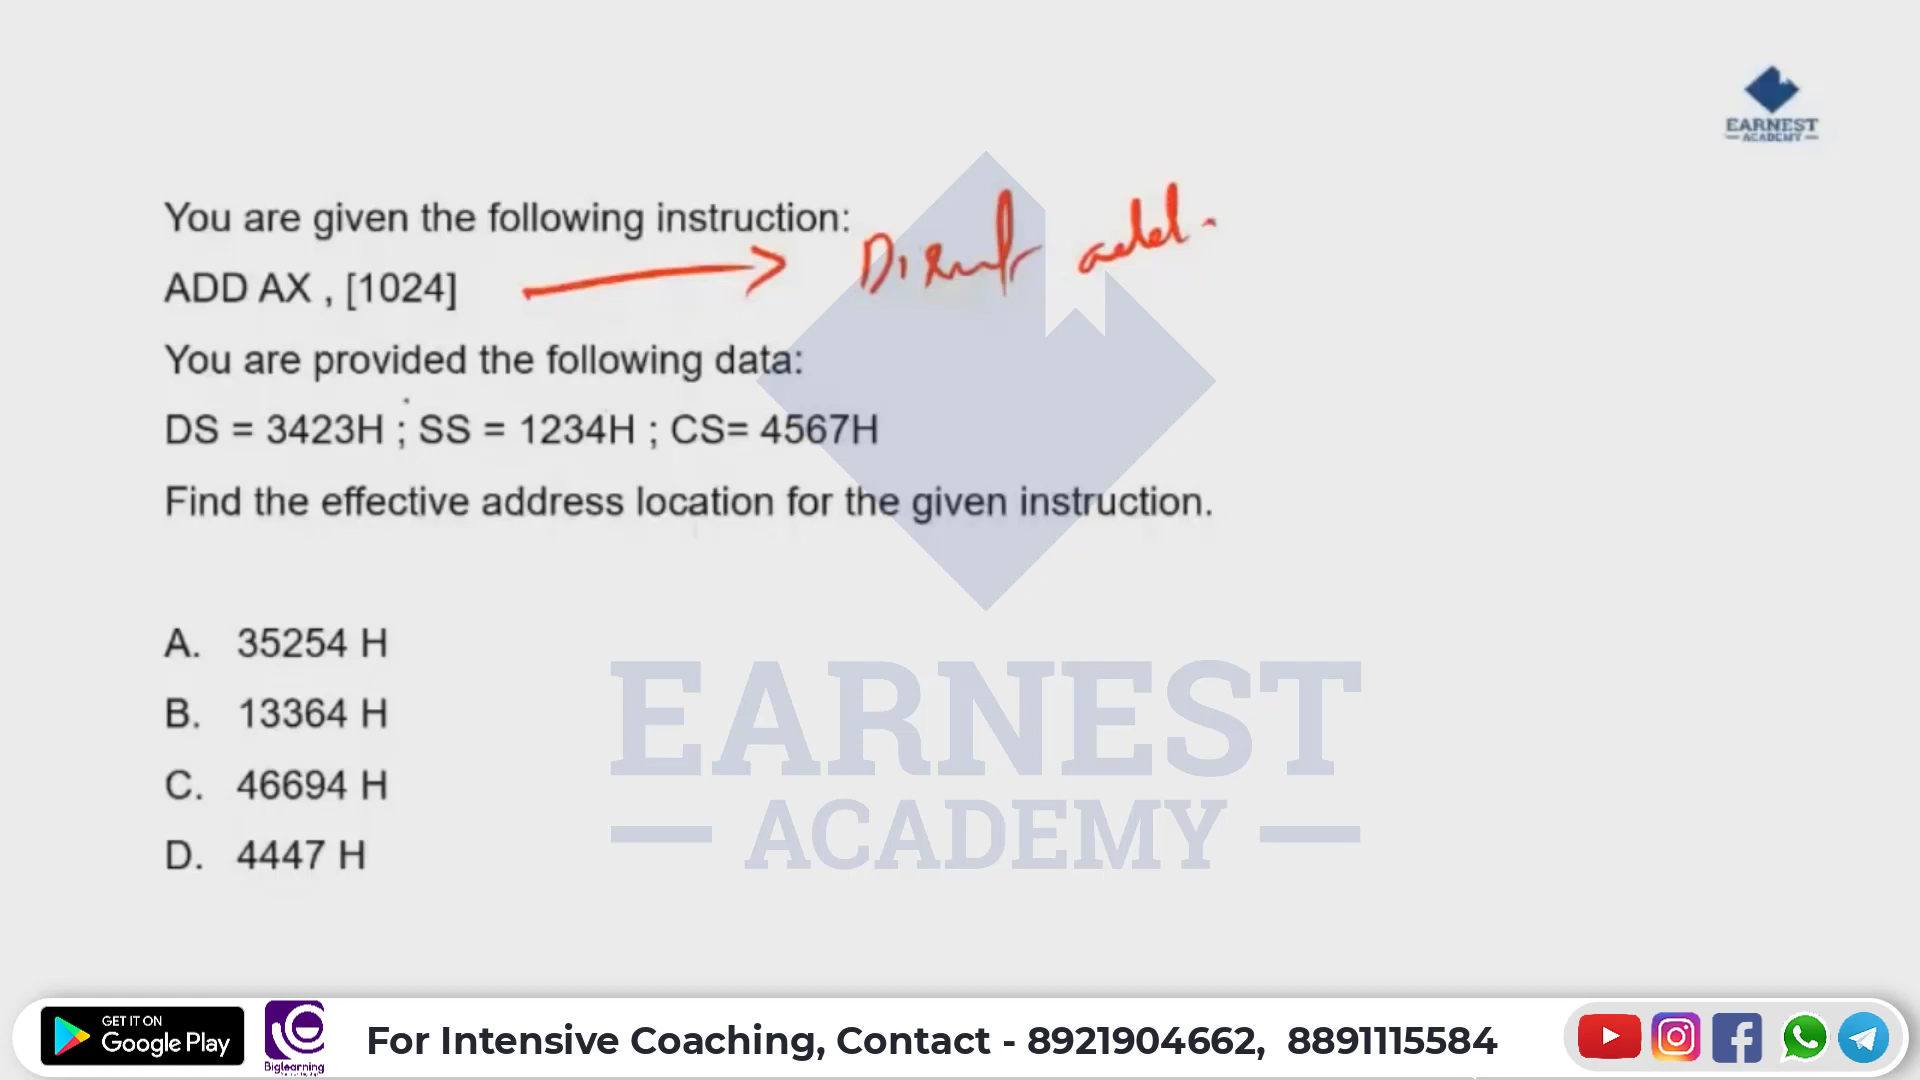 EARNEST
ACADEMY
You are given the following instruction:
ADD AX , [1024]
Direct add.
You are provided the following data:
DS = 3423H ; SS = 1234H ; CS= 4567H
Find the effective address location for the given instruction.
A. 35254 H
B. 13364 H
C. 46694 H
D. 4447 H
EARNEST
ACADEMY
GET IT ON
Google Play
Biglearning
For Intensive Coaching, Contact - 8921904662, 8891115584